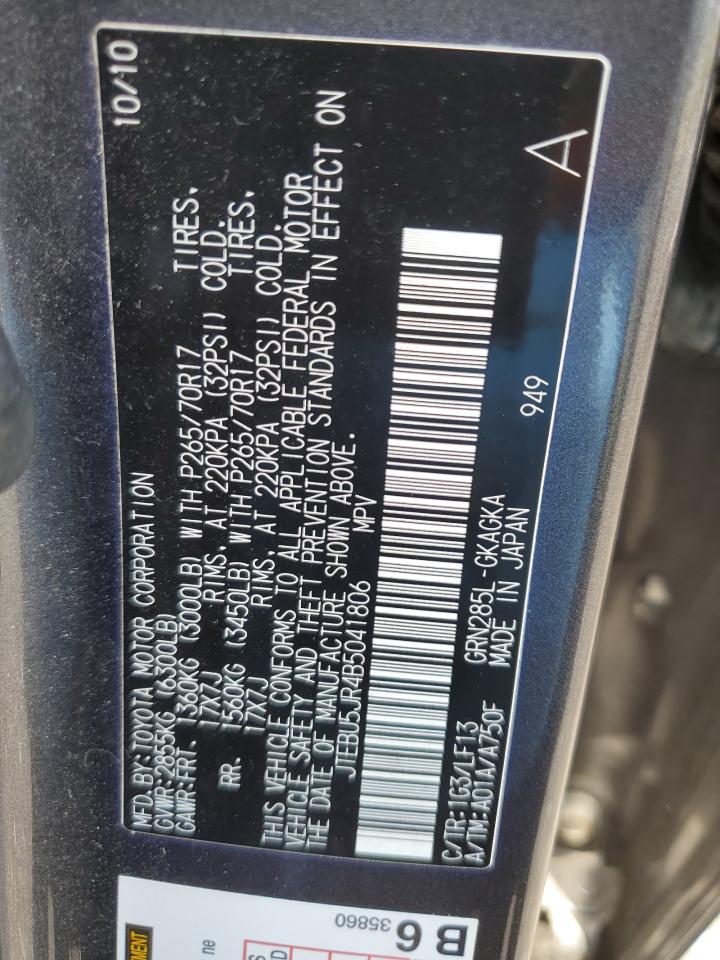 MFD.BY:TOYOTA MOTOR CORPORATION 10/10
GVWR:2855KG (6300LB)
GAWR:FRT. 1360KG (3000LB) WITH P265/70R17 TIRES,
17X7J RIMS, AT 220KPA (32PSI) COLD.
RR. 1560KG (3450LB) WITH P265/70R17 TIRES,
17X7J RIMS, AT 220KPA (32PSI) COLD.
THIS VEHICLE CONFORMS TO ALL APPLICABLE FEDERAL MOTOR
VEHICLE SAFETY AND THEFT PREVENTION STANDARDS IN EFFECT ON
THE DATE OF MANUFACTURE SHOWN ABOVE.
JTEBU5JR4B5041806 MPV
C/TR:1G3/LF13 GRN285L-GKAGKA 949
A/TM:A01A/A750F MADE IN JAPAN
A
B6
35860
ne